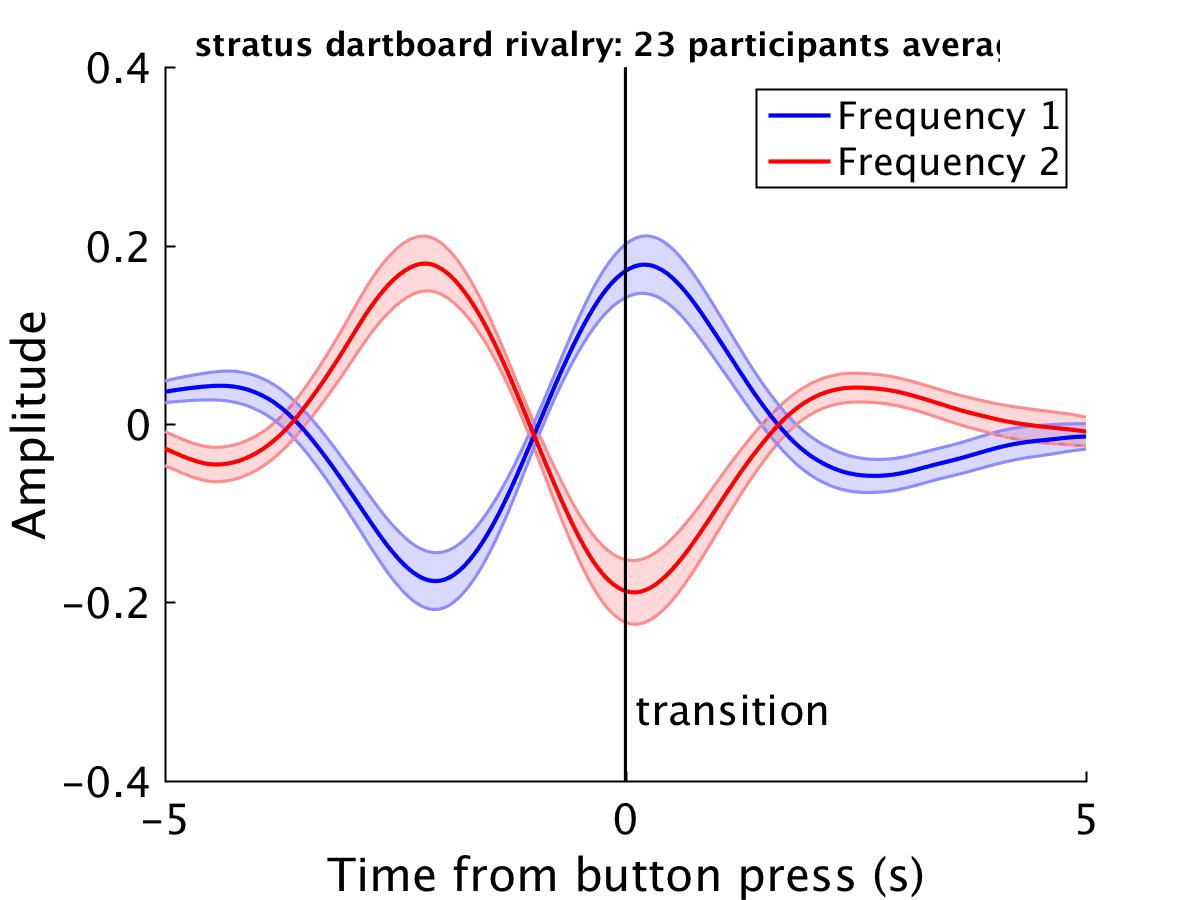 stratus dartboard rivalry: 23 participants
0.4
0.2
0
−0.2
−0.4
Amplitude
Frequency 1
Frequency 2
transition
−5
0
5
Time from button press (s)